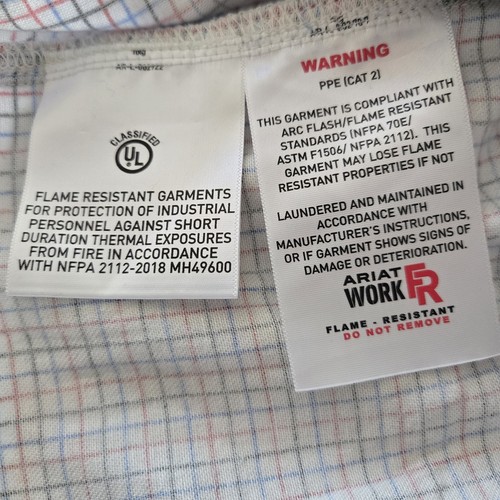 CLASSIFIED
UL
FLAME RESISTANT GARMENTS
FOR PROTECTION OF INDUSTRIAL
PERSONNEL AGAINST SHORT
DURATION THERMAL EXPOSURES
FROM FIRE IN ACCORDANCE
WITH NFPA 2112-2018 MH49600
WARNING
PPE (CAT 2)
THIS GARMENT IS COMPLIANT WITH
ARC FLASH/FLAME RESISTANT
STANDARDS (NFPA 70E/
ASTM F1506/ NFPA 2112). THIS
GARMENT MAY LOSE FLAME
RESISTANT PROPERTIES IF NOT
LAUNDERED AND MAINTAINED IN
ACCORDANCE WITH
MANUFACTURER'S INSTRUCTIONS,
OR IF GARMENT SHOWS SIGNS OF
DAMAGE OR DETERIORATION.
ARIAT
WORK FR
FLAME - RESISTANT
DO NOT REMOVE